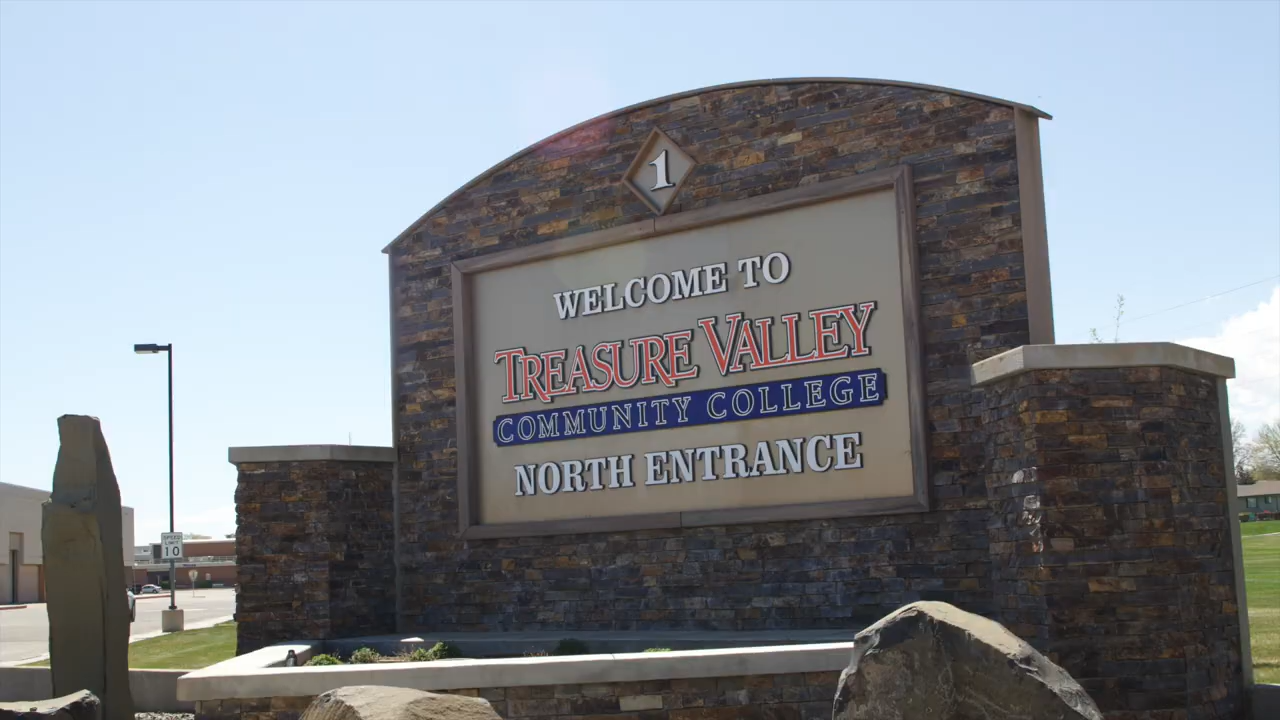 1
WELCOME TO
TREASURE VALLEY
COMMUNITY COLLEGE
NORTH ENTRANCE
SPEED
LIMIT
10